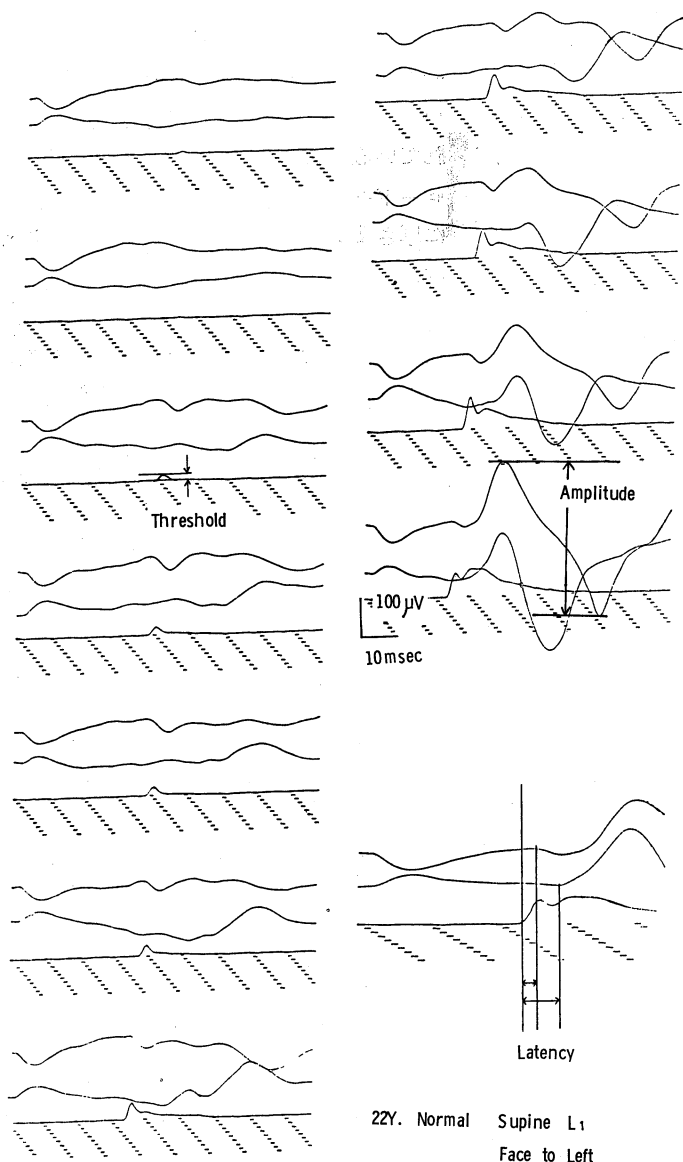 Threshold
Amplitude
100 μV
10 msec
Latency
22Y. Normal Supine L1
Face to Left